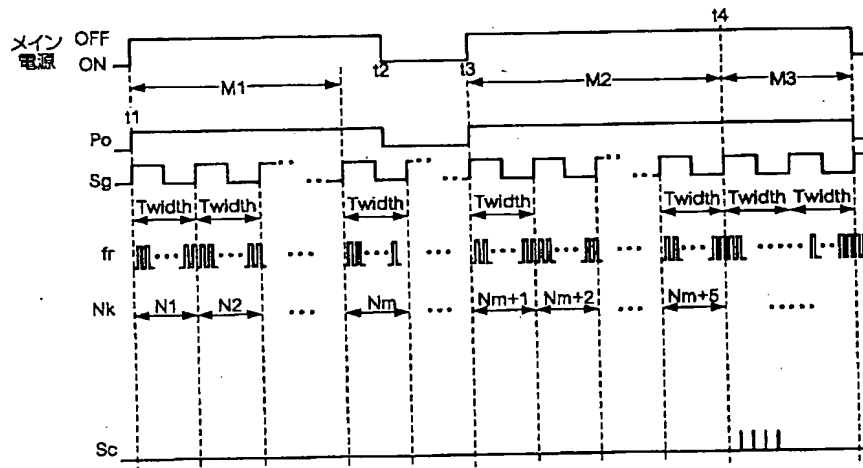 t4
メイン電源 OFF
ON
t2 t3
M1 M2 M3
t1
Po
Sg
Twidth Twidth Twidth Twidth Twidth Twidth Twidth
fr
Nk N1 N2 Nm Nm+1 Nm+2 Nm+5
Sc